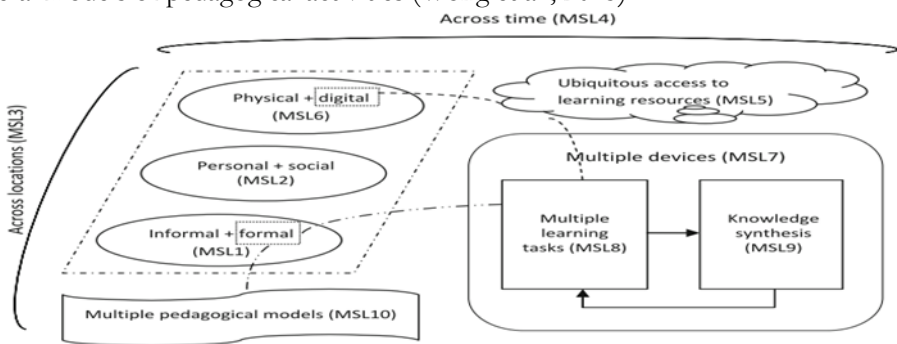 Across time (MSL4)
Across locations (MSL3)
Physical + digital
(MSL6)
Ubiquitous access to
learning resources (MSL5)
Personal + social
(MSL2)
Multiple devices (MSL7)
Informal + formal
(MSL1)
Multiple
learning
tasks (MSL8)
Knowledge
synthesis
(MSL9)
Multiple pedagogical models (MSL10)